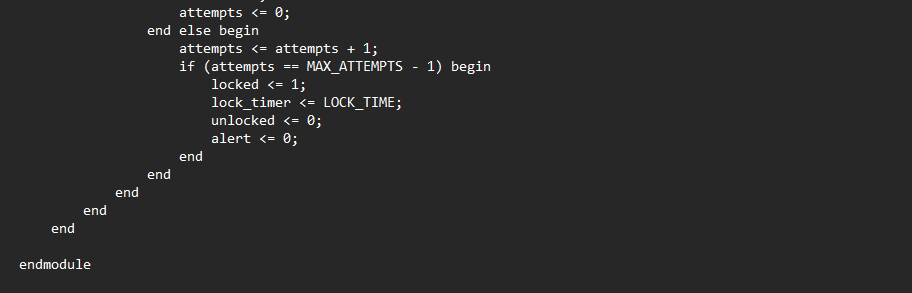 attempts <= 0;
end else begin
attempts <= attempts + 1;
if (attempts == MAX_ATTEMPTS - 1) begin
locked <= 1;
lock_timer <= LOCK_TIME;
unlocked <= 0;
alert <= 0;
end
end
end
end
end
endmodule